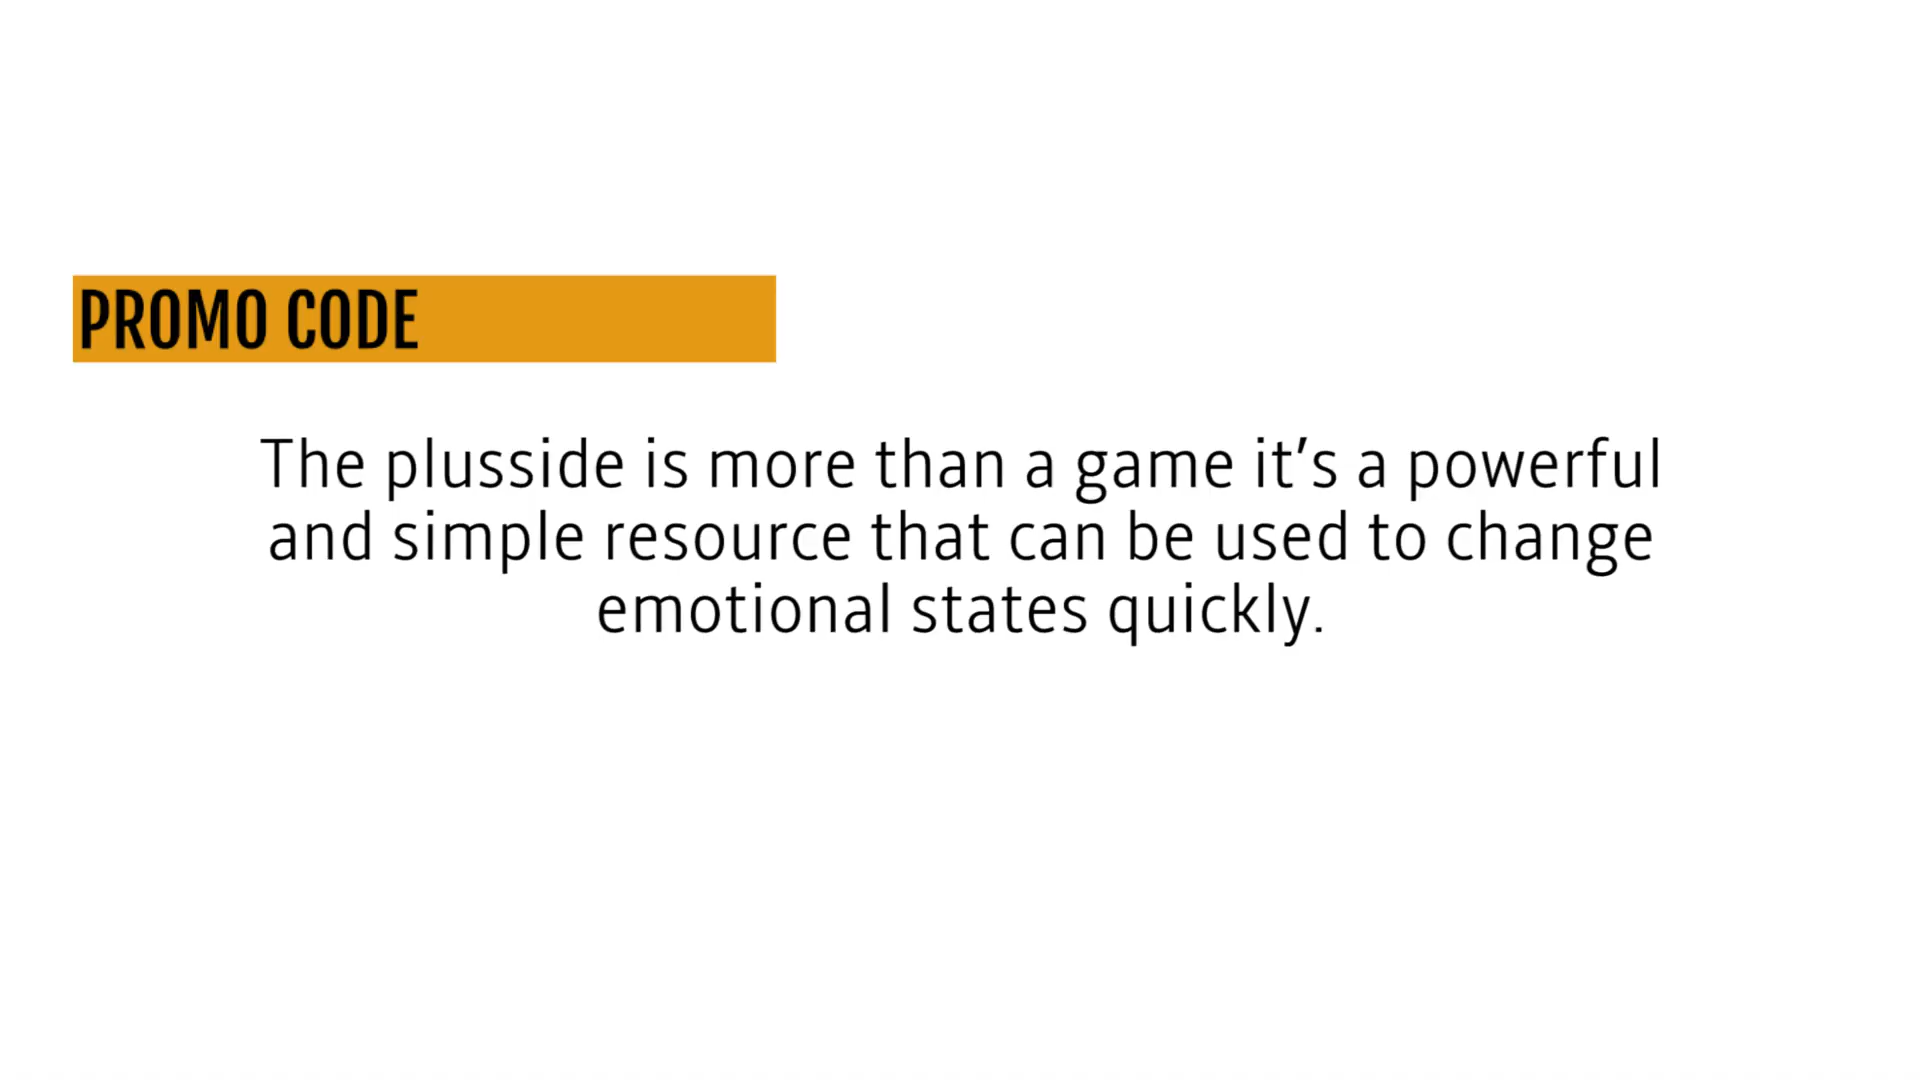 PROMO CODE
The plusside is more than a game it’s a powerful
and simple resource that can be used to change
emotional states quickly.